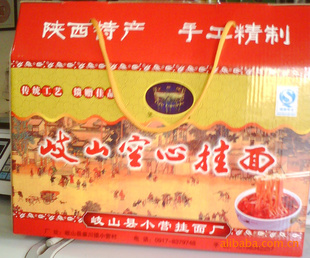 陕西特产 手工精制
传统工艺 馈赠佳品
岐山空心挂面
岐山县小营挂面厂
alibaba.com.cn